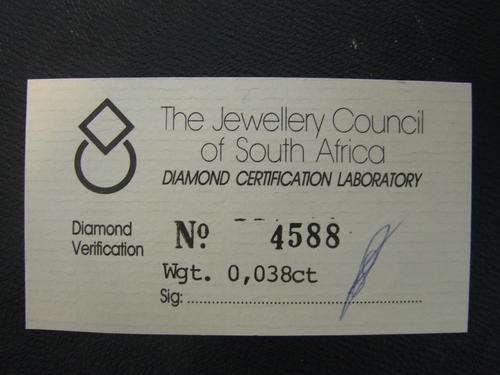 The Jewellery Council
of South Africa
DIAMOND CERTIFICATION LABORATORY
Diamond
Verification
No. 4588
Wgt. 0,038ct
Sig: